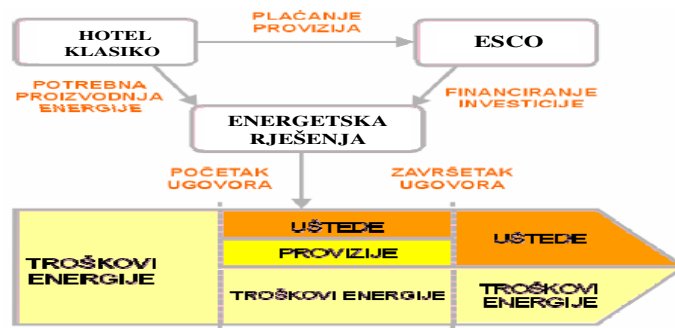 PLAĆANJE
PROVIZIJA
HOTEL
KLASIKO
ESCO
POTREBNA
PROIZVODNJA
ENERGIJE
FINANCIRANJE
INVESTICIJE
ENERGETSKA
RJEŠENJA
POČETAK
UGOVORA
ZAVRŠETAK
UGOVORA
TROŠKOVI
ENERGIJE
UŠTEDE
PROVIZIJE
TROŠKOVI ENERGIJE
UŠTEDE
TROŠKOVI
ENERGIJE